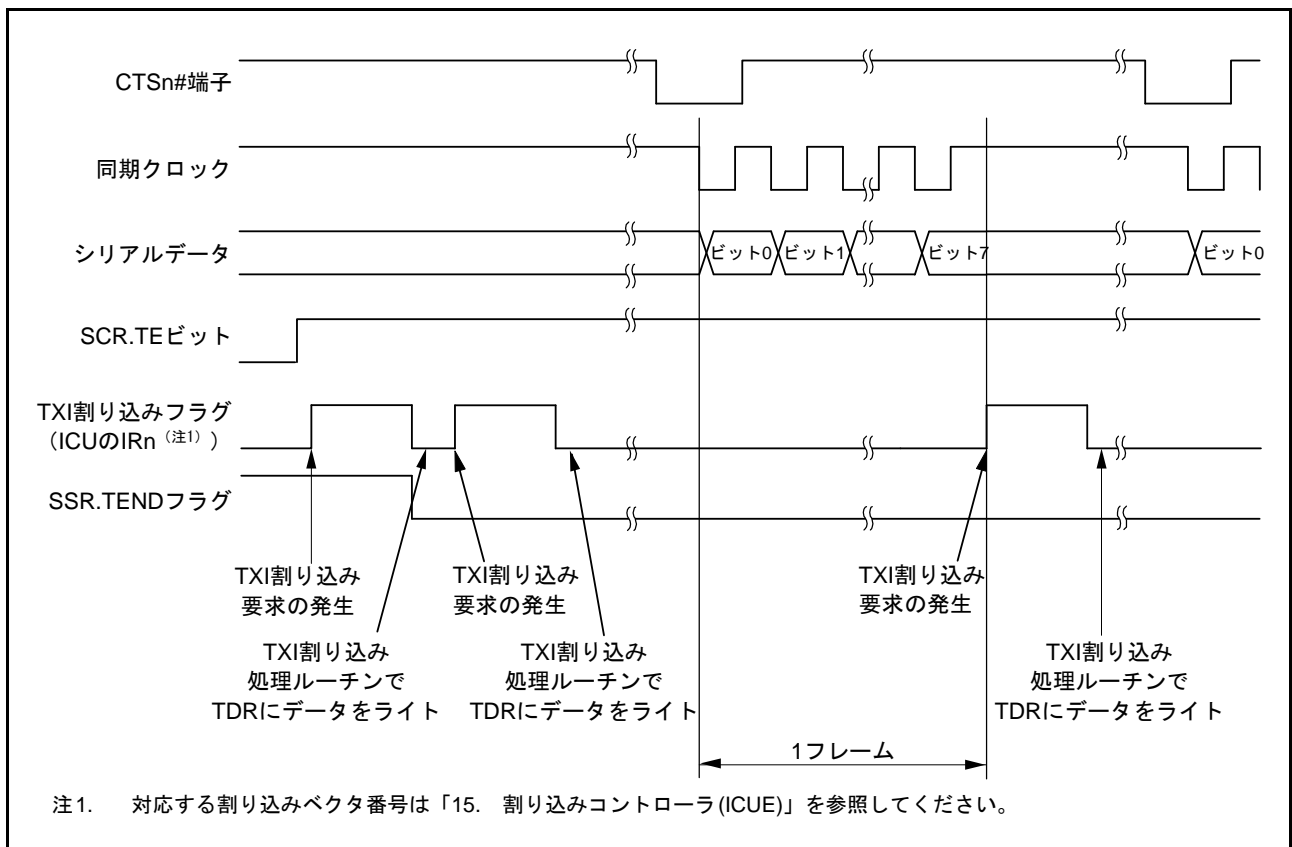 CTSn#端子
同期クロック
シリアルデータ
ビット0
ビット1
ビット7
ビット0
SCR.TEビット
TXI割り込みフラグ
（ICUのIRn（注1））
SSR.TENDフラグ
TXI割り込み
要求の発生
TXI割り込み
要求の発生
TXI割り込み
要求の発生
TXI割り込み
処理ルーチンで
TDRにデータをライト
TXI割り込み
処理ルーチンで
TDRにデータをライト
TXI割り込み
処理ルーチンで
TDRにデータをライト
1フレーム
注1. 対応する割り込みベクタ番号は「15. 割り込みコントローラ(ICUE)」を参照してください。